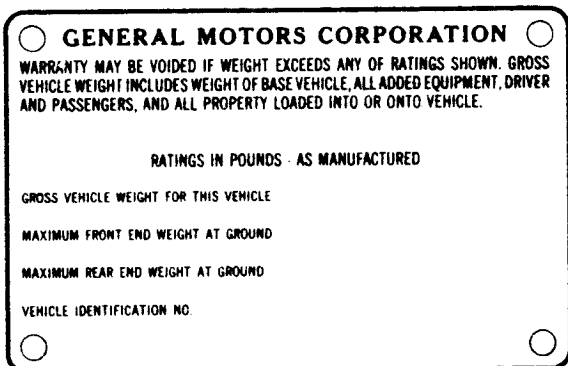 GENERAL MOTORS CORPORATION
WARRANTY MAY BE VOIDED IF WEIGHT EXCEEDS ANY OF RATINGS SHOWN. GROSS
VEHICLE WEIGHT INCLUDES WEIGHT OF BASE VEHICLE, ALL ADDED EQUIPMENT, DRIVER
AND PASSENGERS, AND ALL PROPERTY LOADED INTO OR ONTO VEHICLE.
RATINGS IN POUNDS - AS MANUFACTURED
GROSS VEHICLE WEIGHT FOR THIS VEHICLE
MAXIMUM FRONT END WEIGHT AT GROUND
MAXIMUM REAR END WEIGHT AT GROUND
VEHICLE IDENTIFICATION NO.